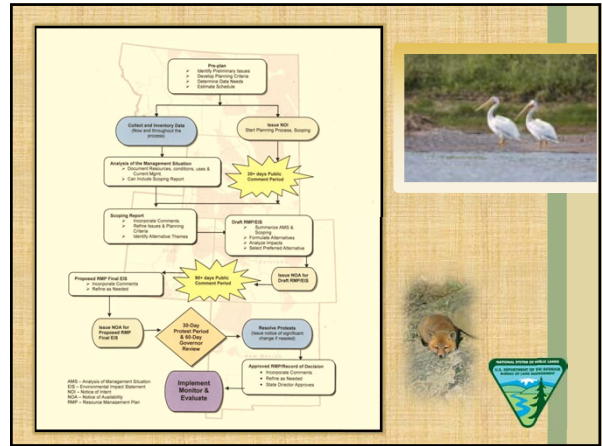 Pre-plan
➢ Identify Preliminary Issues
➢ Develop Planning Criteria
➢ Determine Data Needs
➢ Estimate Schedule
Collect and Inventory Data
(Now and throughout the
process)
Issue NOI
Start Planning Process, Scoping
Analysis of the Management Situation
➢ Document Resources, conditions, uses &
Current Mgmt.
➢ Can Include Scoping Report
30+ days Public
Comment Period
Scoping Report
➢ Incorporate Comments
➢ Refine Issues & Planning
Criteria
➢ Identify Alternative Themes
Draft RMP/EIS
➢ Summarize AMS &
Scoping
➢ Formulate Alternatives
➢ Analyze Impacts
➢ Select Preferred Alternative
Proposed RMP Final EIS
➢ Incorporate Comments
➢ Refine as Needed
90+ days Public
Comment Period
Issue NOA for
Draft RMP/EIS
Issue NOA for
Proposed RMP
Final EIS
30-Day
Protest Period
& 60-Day
Governor
Review
Resolve Protests
(Issue notice of significant
change if needed)
Approved RMP/Record of Decision
• Incorporate Comments
• Refine as Needed
• State Director Approves
Implement
Monitor &
Evaluate
AMS – Analysis of Management Situation
EIS – Environmental Impact Statement
NOI – Notice of Intent
NOA – Notice of Availability
RMP – Resource Management Plan
NATIONAL SYSTEM OF PUBLIC LANDS
U.S. DEPARTMENT OF THE INTERIOR
BUREAU OF LAND MANAGEMENT